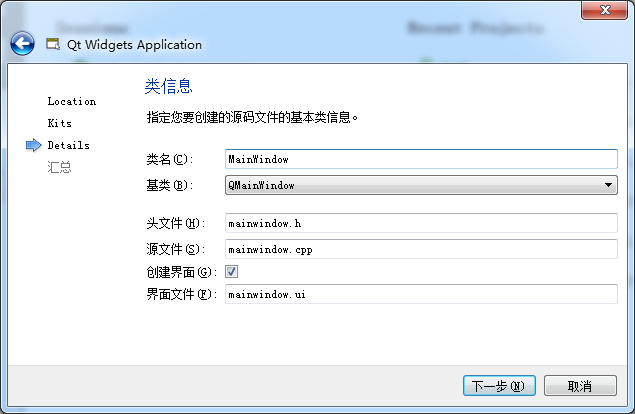 Sessions
Recent Projects
Qt Widgets Application
类信息
Location
指定您要创建的源码文件的基本类信息。
Kits
Details
类名(C): MainWindow
汇总
基类(B): QMainWindow
头文件(H): mainwindow.h
源文件(S): mainwindow.cpp
创建界面(G):
界面文件(F): mainwindow.ui
下一步(N)
取消